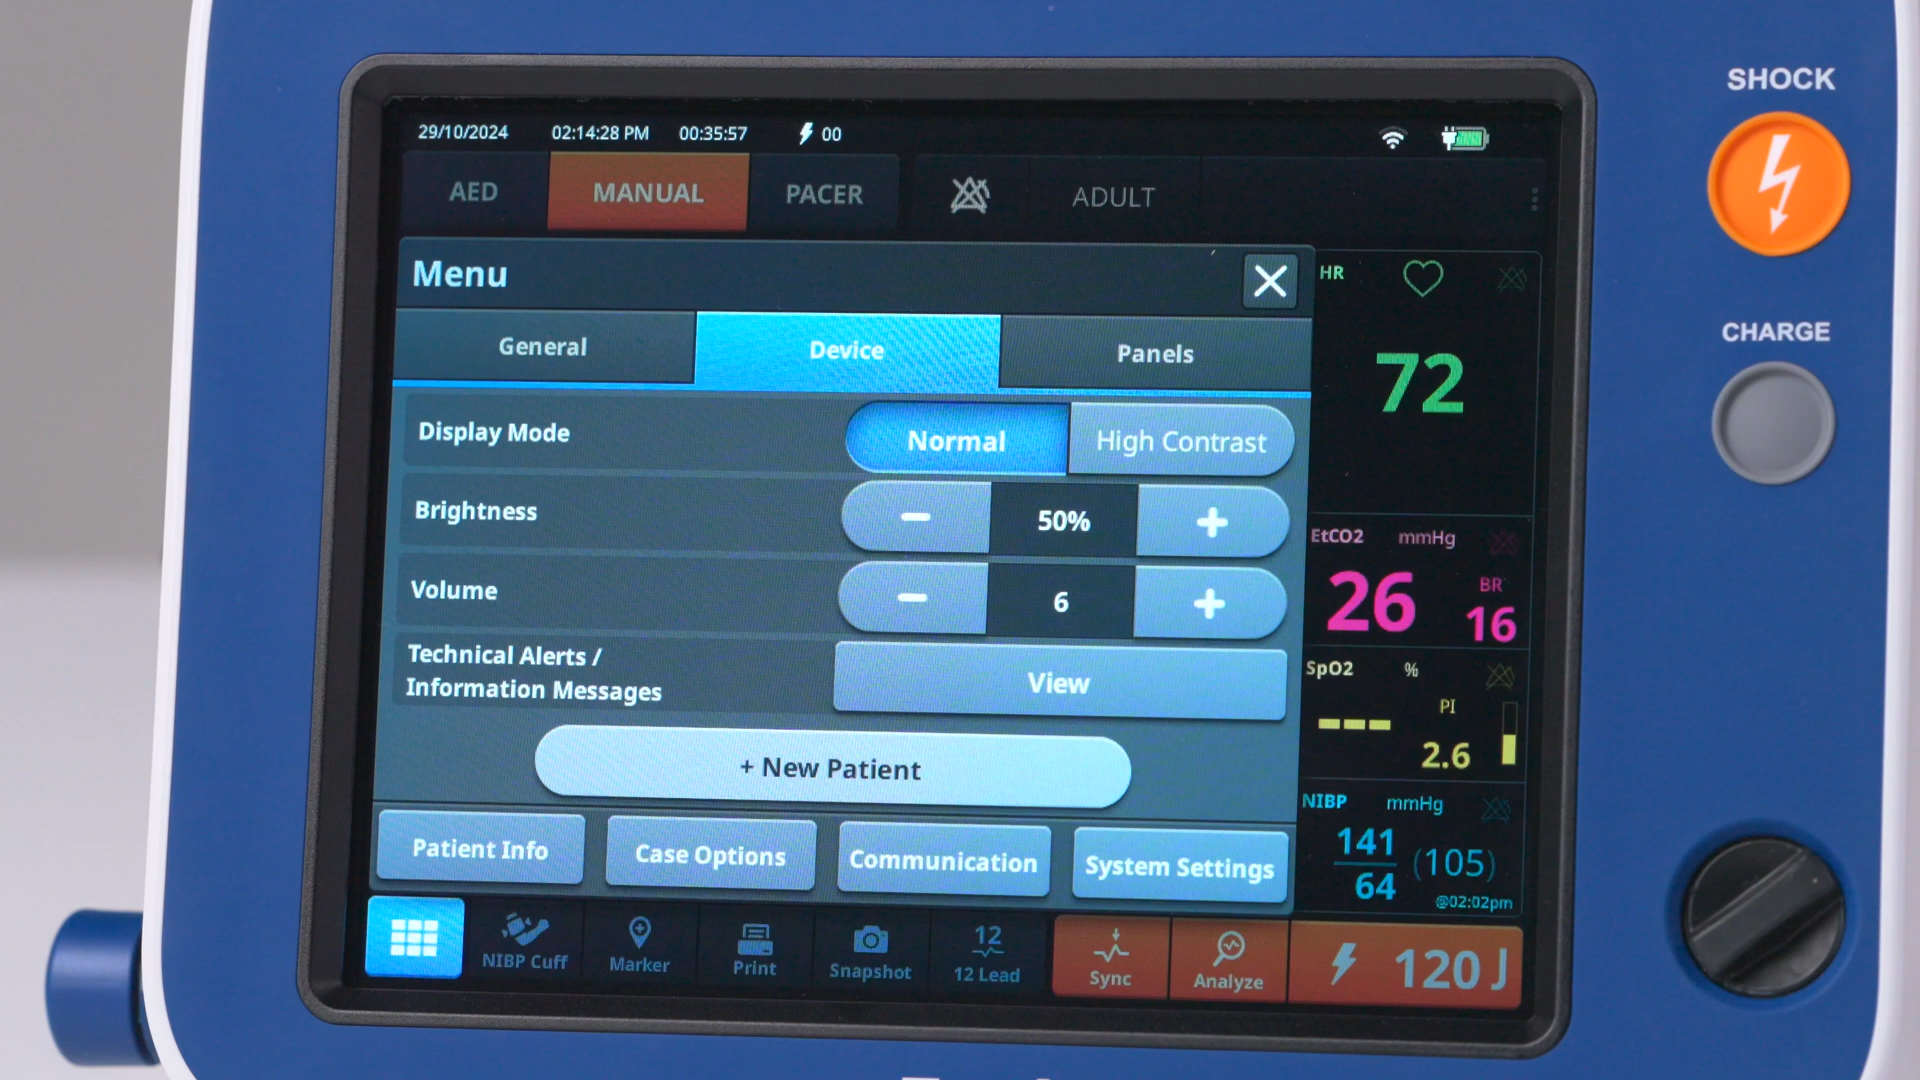 SHOCK
29/10/2024 02:14:28 PM 00:35:57 00
AED MANUAL PACER ADULT
Menu
General Device Panels
Display Mode Normal High Contrast
Brightness − 50% +
Volume − 6 +
Technical Alerts /
Information Messages
View
+ New Patient
Patient Info Case Options Communication System Settings
NIBP Cuff Marker Print Snapshot 12 12 Lead Sync Analyze 120 J
HR
72
EtCO2 mmHg
26 BR
16
SpO2 %
--- PI
2.6
NIBP mmHg
141
64 (105)
@02:02pm
CHARGE